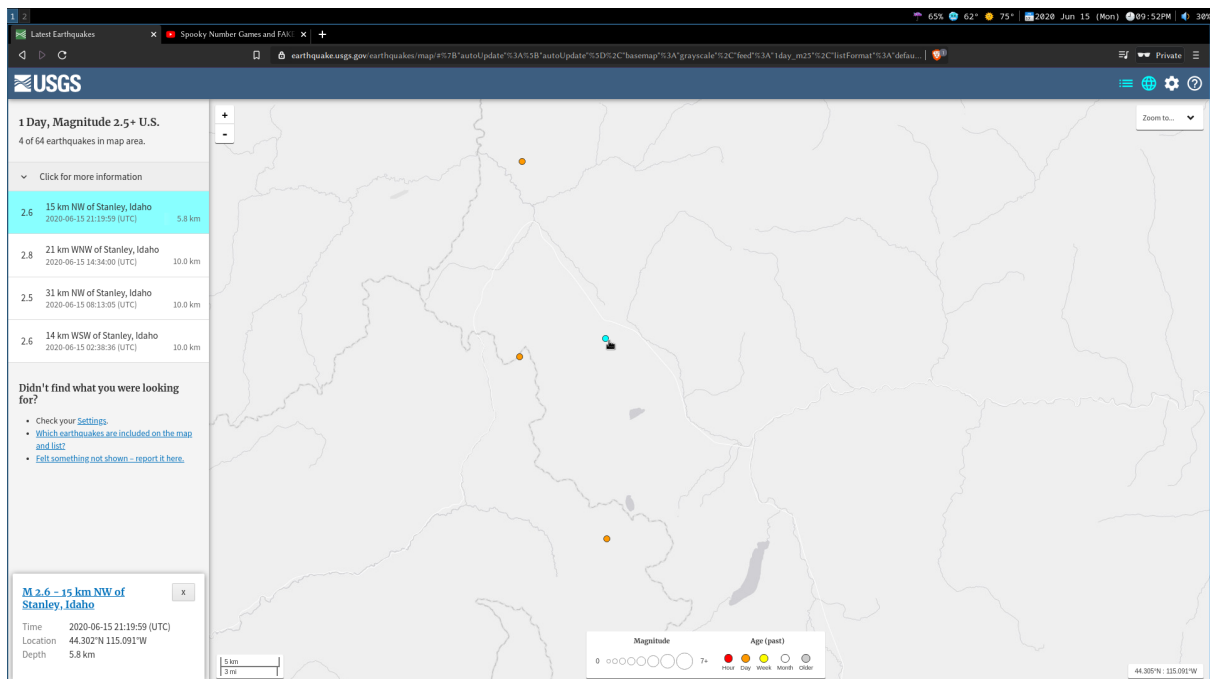 1 2
65% 62° 75° 2020 Jun 15 (Mon) 09:52PM 30%
Latest Earthquakes x Spooky Number Games and FAKE x +
earthquake.usgs.gov/earthquakes/map/#%7B"autoUpdate"%3A%5B"autoUpdate"%5D%2C"basemap"%3A"grayscale"%2C"feed"%3A"1day_m25"%2C"listFormat"%3A"defau... Private
USGS
1 Day, Magnitude 2.5+ U.S.
4 of 64 earthquakes in map area.
Click for more information
2.6 15 km NW of Stanley, Idaho
2020-06-15 21:19:59 (UTC) 5.8 km
2.8 21 km WNW of Stanley, Idaho
2020-06-15 14:34:00 (UTC) 10.0 km
2.5 31 km NW of Stanley, Idaho
2020-06-15 08:13:05 (UTC) 10.0 km
2.6 14 km WSW of Stanley, Idaho
2020-06-15 02:38:36 (UTC) 10.0 km
Didn't find what you were looking
for?
• Check your Settings.
• Which earthquakes are included on the map
and list?
• Felt something not shown – report it here.
M 2.6 - 15 km NW of
Stanley, Idaho
x
Time 2020-06-15 21:19:59 (UTC)
Location 44.302°N 115.091°W
Depth 5.8 km
+
-
Zoom to...
5 km
3 mi
Magnitude
0 7+
Age (past)
Hour Day Week Month Older
44.305°N : 115.091°W